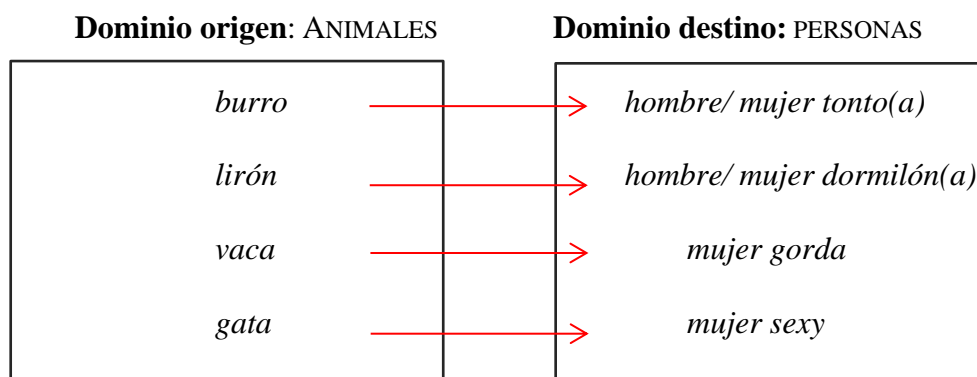 Dominio origen: ANIMALES Dominio destino: PERSONAS
burro hombre/ mujer tonto(a)
lirón hombre/ mujer dormilón(a)
vaca mujer gorda
gata mujer sexy